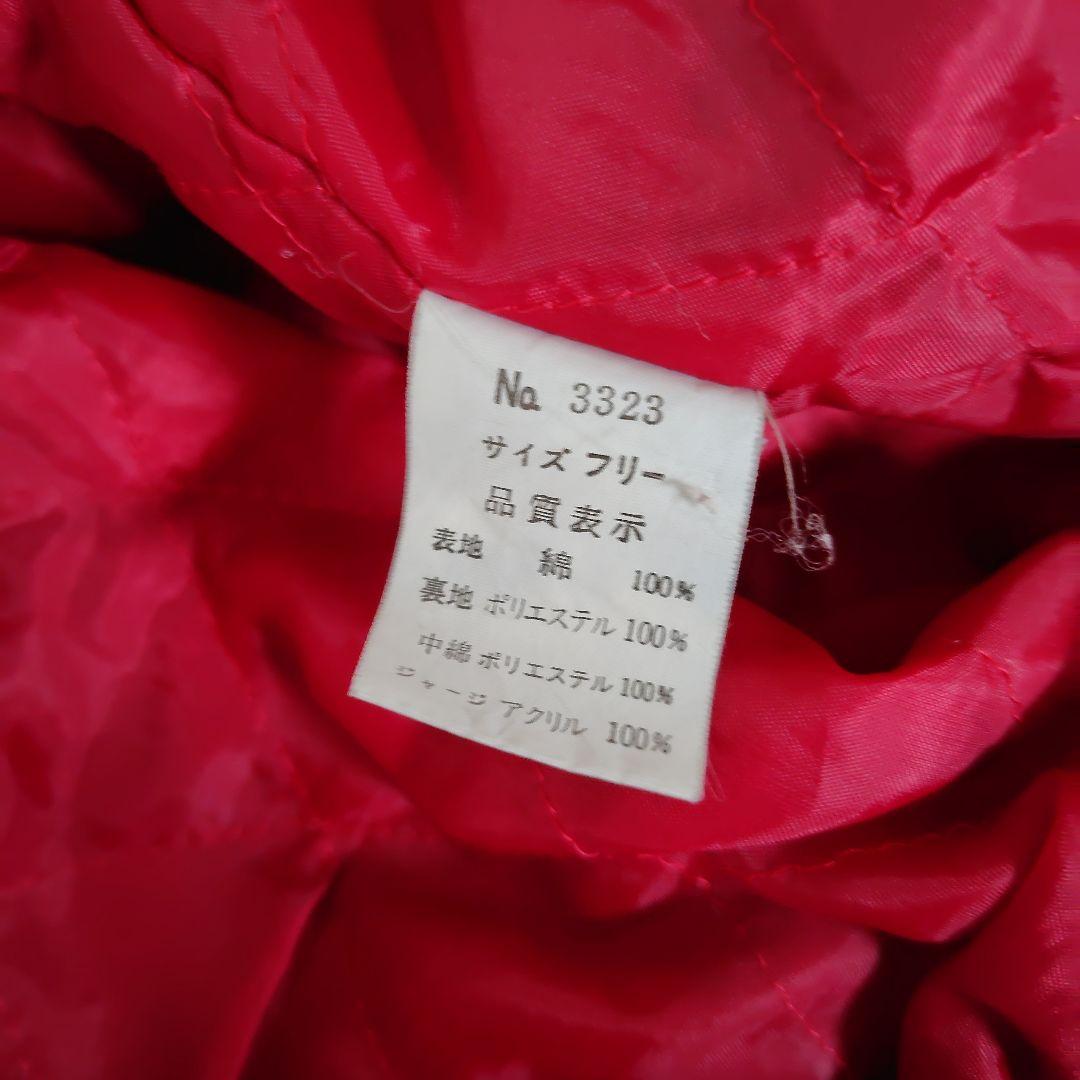 No. 3323
サイズ フリー
品質表示
表地 綿 100%
裏地 ポリエステル 100%
中綿 ポリエステル 100%
ジャージ アクリル 100%